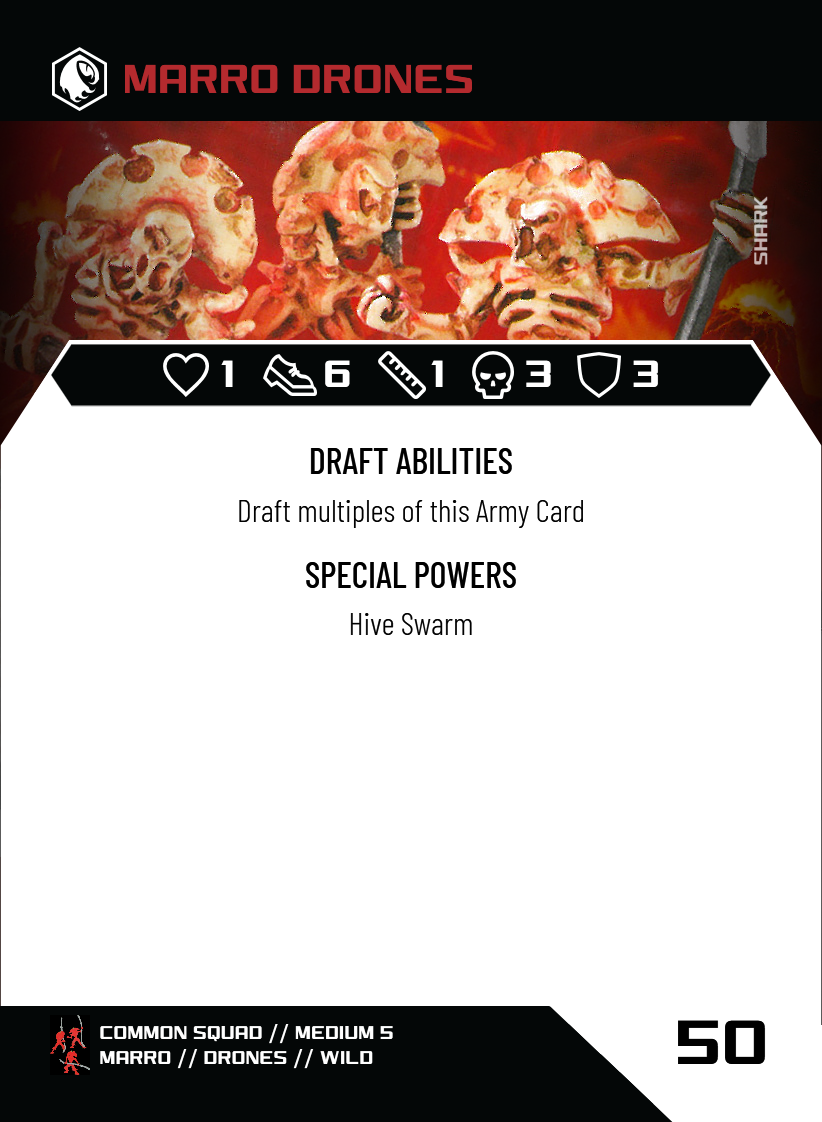 MARRO DRONES
SHARK
1 6 1 3 3
DRAFT ABILITIES
Draft multiples of this Army Card
SPECIAL POWERS
Hive Swarm
COMMON SQUAD // MEDIUM 5
MARRO // DRONES // WILD
50